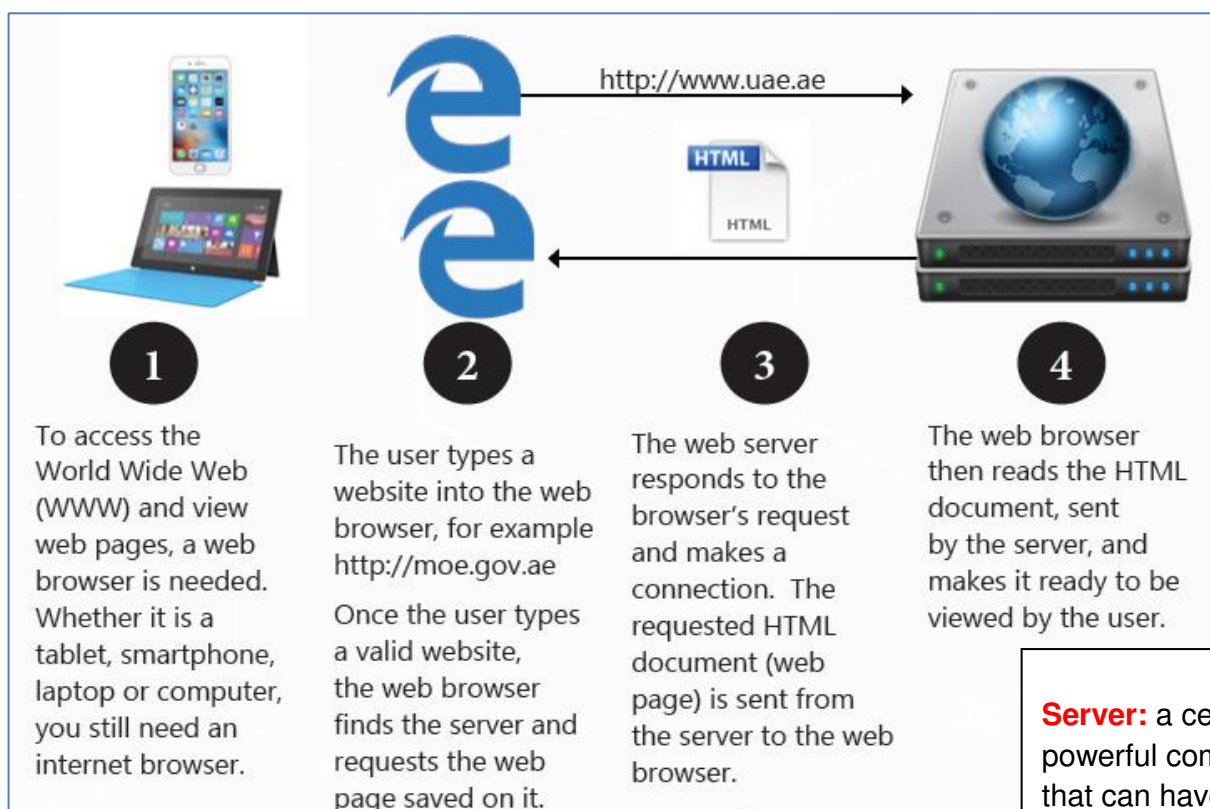 http://www.uae.ae
HTML
HTML
1
To access the
World Wide Web
(WWW) and view
web pages, a web
browser is needed.
Whether it is a
tablet, smartphone,
laptop or computer,
you still need an
internet browser.
2
The user types a
website into the web
browser, for example
http://moe.gov.ae
Once the user types
a valid website,
the web browser
finds the server and
requests the web
page saved on it.
3
The web server
responds to the
browser's request
and makes a
connection. The
requested HTML
document (web
page) is sent from
the server to the web
browser.
4
The web browser
then reads the HTML
document, sent
by the server, and
makes it ready to be
viewed by the user.
Server: a
powerful
that can have